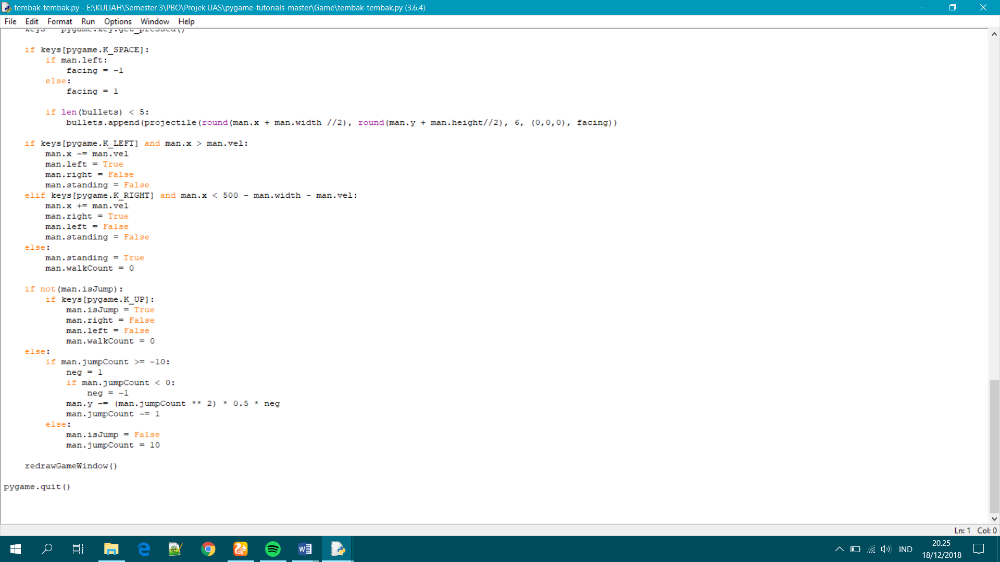 tembak-tembak.py - E:\KULIAH\Semester 3\PBO\Projek UAS\pygame-tutorials-master\Game\tembak-tembak.py (3.6.4)
File Edit Format Run Options Window Help
    keys = pygame.key.get_pressed()

    if keys[pygame.K_SPACE]:
        if man.left:
            facing = -1
        else:
            facing = 1

        if len(bullets) < 5:
            bullets.append(projectile(round(man.x + man.width //2), round(man.y + man.height//2), 6, (0,0,0), facing))

    if keys[pygame.K_LEFT] and man.x > man.vel:
        man.x -= man.vel
        man.left = True
        man.right = False
        man.standing = False
    elif keys[pygame.K_RIGHT] and man.x < 500 - man.width - man.vel:
        man.x += man.vel
        man.right = True
        man.left = False
        man.standing = False
    else:
        man.standing = True
        man.walkCount = 0

    if not(man.isJump):
        if keys[pygame.K_UP]:
            man.isJump = True
            man.right = False
            man.left = False
            man.walkCount = 0
    else:
        if man.jumpCount >= -10:
            neg = 1
            if man.jumpCount < 0:
                neg = -1
            man.y -= (man.jumpCount ** 2) * 0.5 * neg
            man.jumpCount -= 1
        else:
            man.isJump = False
            man.jumpCount = 10

    redrawGameWindow()

pygame.quit()
Ln: 1 Col: 0
IND
20.25
18/12/2018